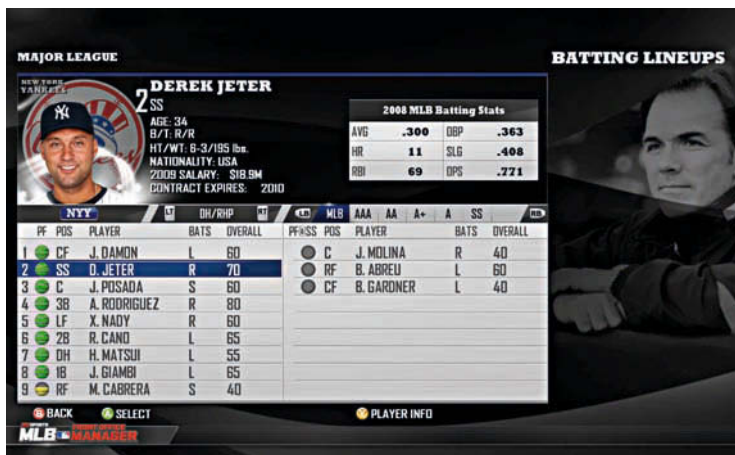 MAJOR LEAGUE
BATTING LINEUPS
NEW YORK
YANKEES
DEREK JETER
2 SS
AGE: 34
B/T: R/R
HT/WT: 6-3/195 lbs.
NATIONALITY: USA
2009 SALARY: $18.9M
CONTRACT EXPIRES: 2010
2008 MLB Batting Stats
AVG .300 OBP .363
HR 11 SLG .408
RBI 69 OPS .771
NYY LT DH/RHP RT LB MLB AAA AA A+ A SS RB
PF POS PLAYER BATS OVERALL PF@SS POS PLAYER BATS OVERALL
1 CF J. DAMON L 60 C J. MOLINA R 40
2 SS D. JETER R 70 RF B. ABREU L 60
3 C J. POSADA S 60 CF B. GARDNER L 40
4 3B A. RODRIGUEZ R 80
5 LF X. NADY R 60
6 2B R. CANO L 65
7 DH H. MATSUI L 55
8 1B J. GIAMBI L 65
9 RF M. CABRERA S 40
B BACK A SELECT Y PLAYER INFO
SPORTS
MLB FRONT OFFICE
MANAGER